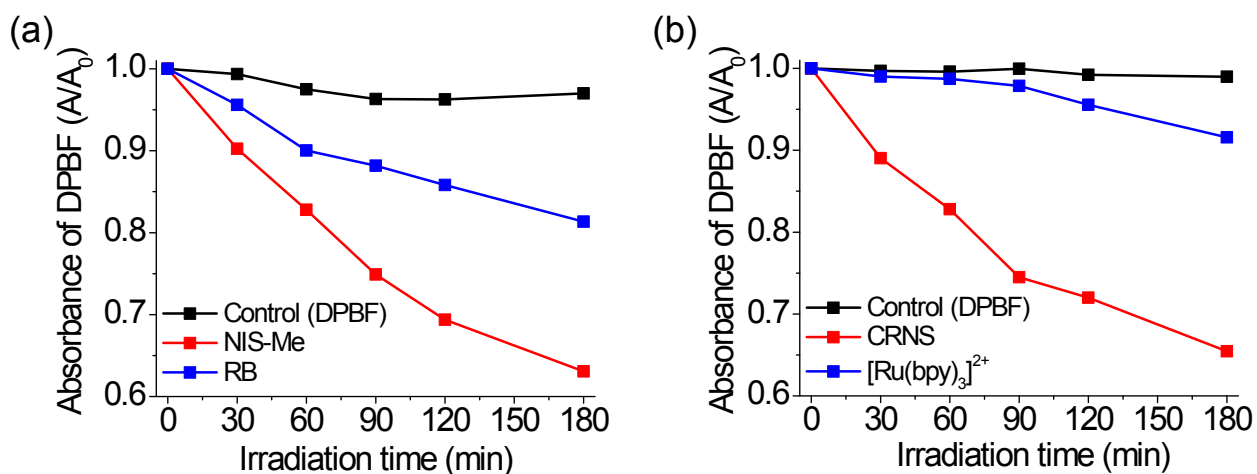 (a)
Absorbance of DPBF (A/A₀)
1.0
0.9
0.8
0.7
0.6
Control (DPBF)
NIS-Me
RB
0 30 60 90 120 150 180
Irradiation time (min)
(b)
Absorbance of DPBF (A/A₀)
1.0
0.9
0.8
0.7
0.6
Control (DPBF)
CRNS
[Ru(bpy)₃]²⁺
0 30 60 90 120 150 180
Irradiation time (min)